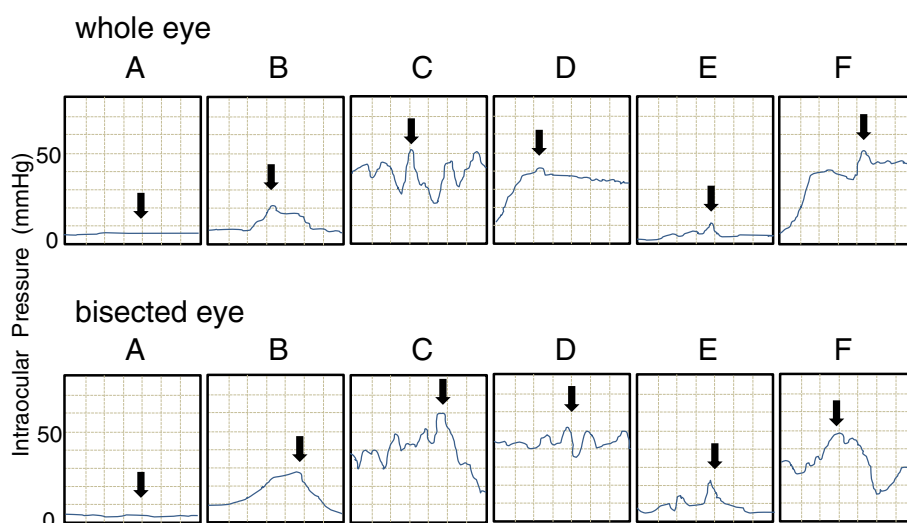 whole eye
A B C D E F
50
0
bisected eye
A B C D E F
50
0
Intraocular Pressure (mmHg)